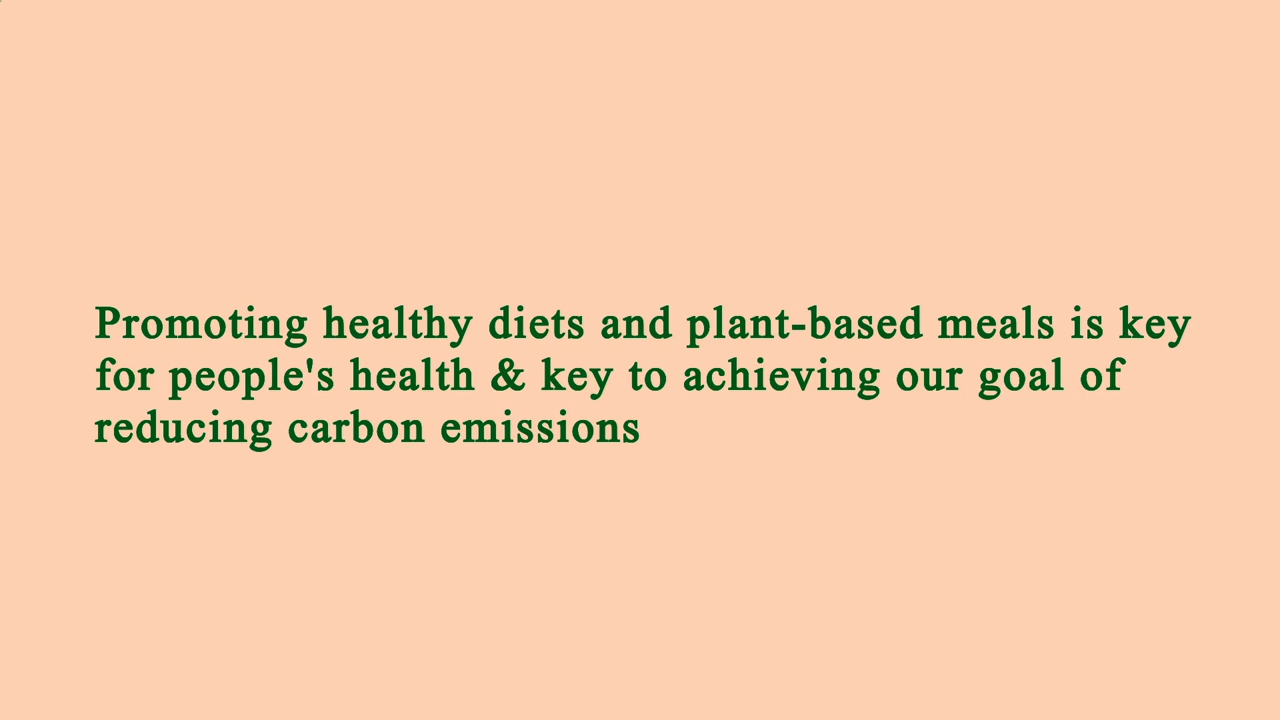 Promoting healthy diets and plant-based meals is key
for people's health & key to achieving our goal of
reducing carbon emissions